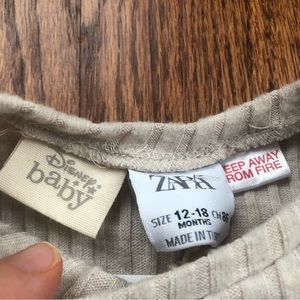 Disney
baby
ZARA
SIZE 12-18 CM 86
MONTHS
MADE IN
EEP AWAY
ROM FIRE